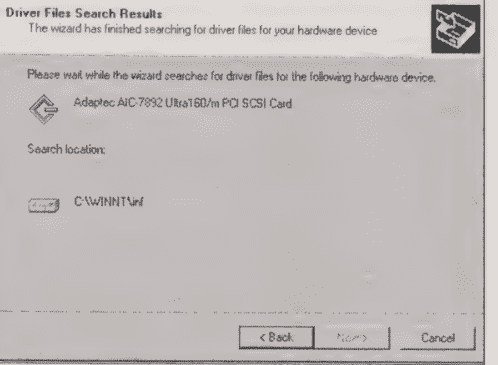 Driver Files Search Results
The wizard has finished searching for driver files for your hardware device
Please wait while the wizard searches for driver files for the following hardware device.
Adaptec AIC-7892 Ultra160/m PCI SCSI Card
Search location:
C:\WINNT\inf
< Back
Next >
Cancel